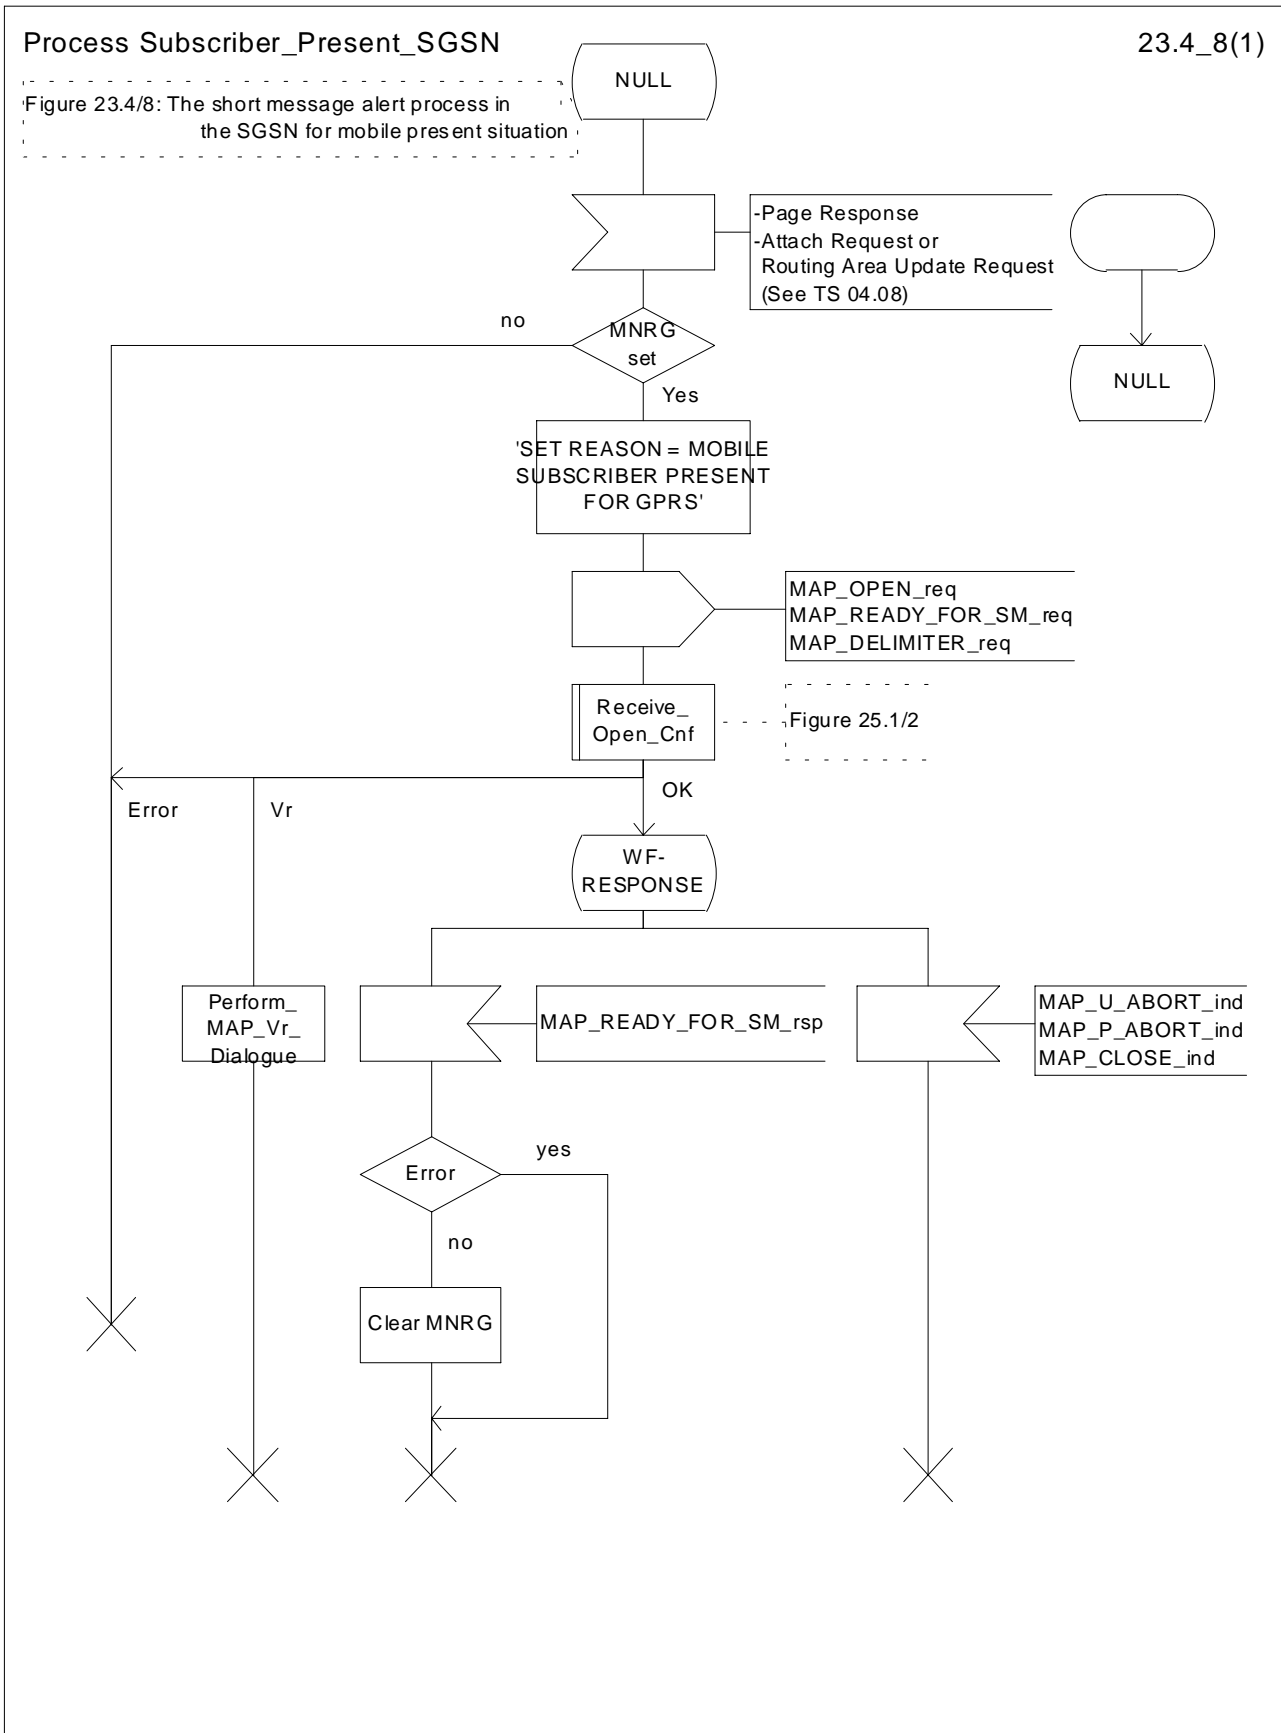 Process Subscriber_Present_SGSN
23.4_8(1)
Figure 23.4/8: The short message alert process in
the SGSN for mobile present situation
NULL
-Page Response
-Attach Request or
Routing Area Update Request
(See TS 04.08)
NULL
no
MNRG
set
Yes
'SET REASON = MOBILE
SUBSCRIBER PRESENT
FOR GPRS'
MAP_OPEN_req
MAP_READY_FOR_SM_req
MAP_DELIMITER_req
Receive_
Open_Cnf
Figure 25.1/2
Error
Vr
OK
WF-
RESPONSE
Perform_
MAP_Vr_
Dialogue
MAP_READY_FOR_SM_rsp
MAP_U_ABORT_ind
MAP_P_ABORT_ind
MAP_CLOSE_ind
Error
yes
no
Clear MNRG